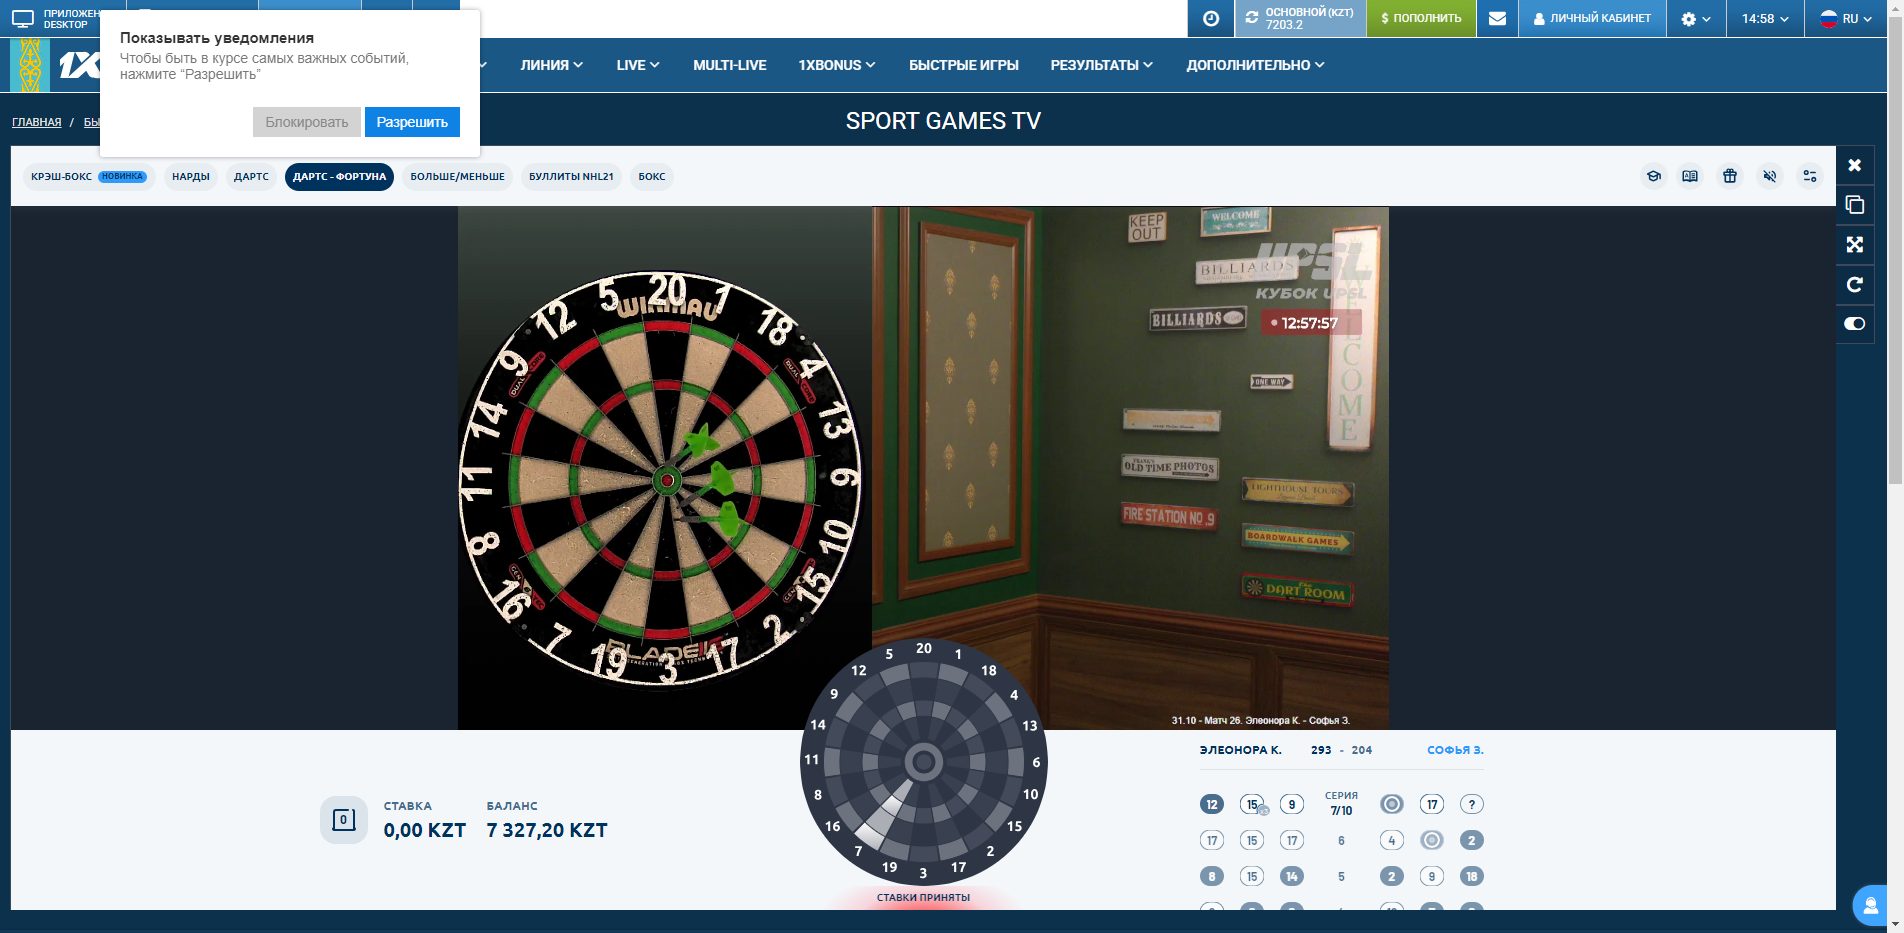 ПРИЛОЖЕН
DESKTOP
ОСНОВНОЙ (KZT)
7203.2
$ ПОПОЛНИТЬ
ЛИЧНЫЙ КАБИНЕТ
14:58
RU
Показывать уведомления
Чтобы быть в курсе самых важных событий,
нажмите “Разрешить”
Блокировать
Разрешить
1X
ЛИНИЯ
LIVE
MULTI-LIVE
1XBONUS
БЫСТРЫЕ ИГРЫ
РЕЗУЛЬТАТЫ
ДОПОЛНИТЕЛЬНО
ГЛАВНАЯ / БЫ
SPORT GAMES TV
КРЭШ-БОКС НОВИНКА
НАРДЫ
ДАРТС
ДАРТС - ФОРТУНА
БОЛЬШЕ/МЕНЬШЕ
БУЛЛИТЫ NHL21
БОКС
20 1 18 4 13 6 10 15 2 17 3 19 7 16 8 11 14 9 12 5
WINMAU
DUAL CORE
DUAL CORE
BLADE
KEEP
OUT
WELCOME
UPSL
BILLIARDS
КУБОК UPSL
BILLIARDS
12:57:57
WELCOME
ONE WAY
OLD TIME PHOTOS
LIGHTHOUSE TOURS
FIRE STATION NO.9
BOARDWALK GAMES
The
DART ROOM
31.10 - Матч 26. Элеонора К. - Софья З.
20 1 18 4 13 6 10 15 2 17 3 19 7 16 8 11 14 9 12 5
СТАВКИ ПРИНЯТЫ
0
СТАВКА
0,00 KZT
БАЛАНС
7 327,20 KZT
ЭЛЕОНОРА К. 293 - 204 СОФЬЯ З.
СЕРИЯ
12 15 9 7/10 17 ?
17 15 17 6 4 2
8 15 14 5 2 9 18